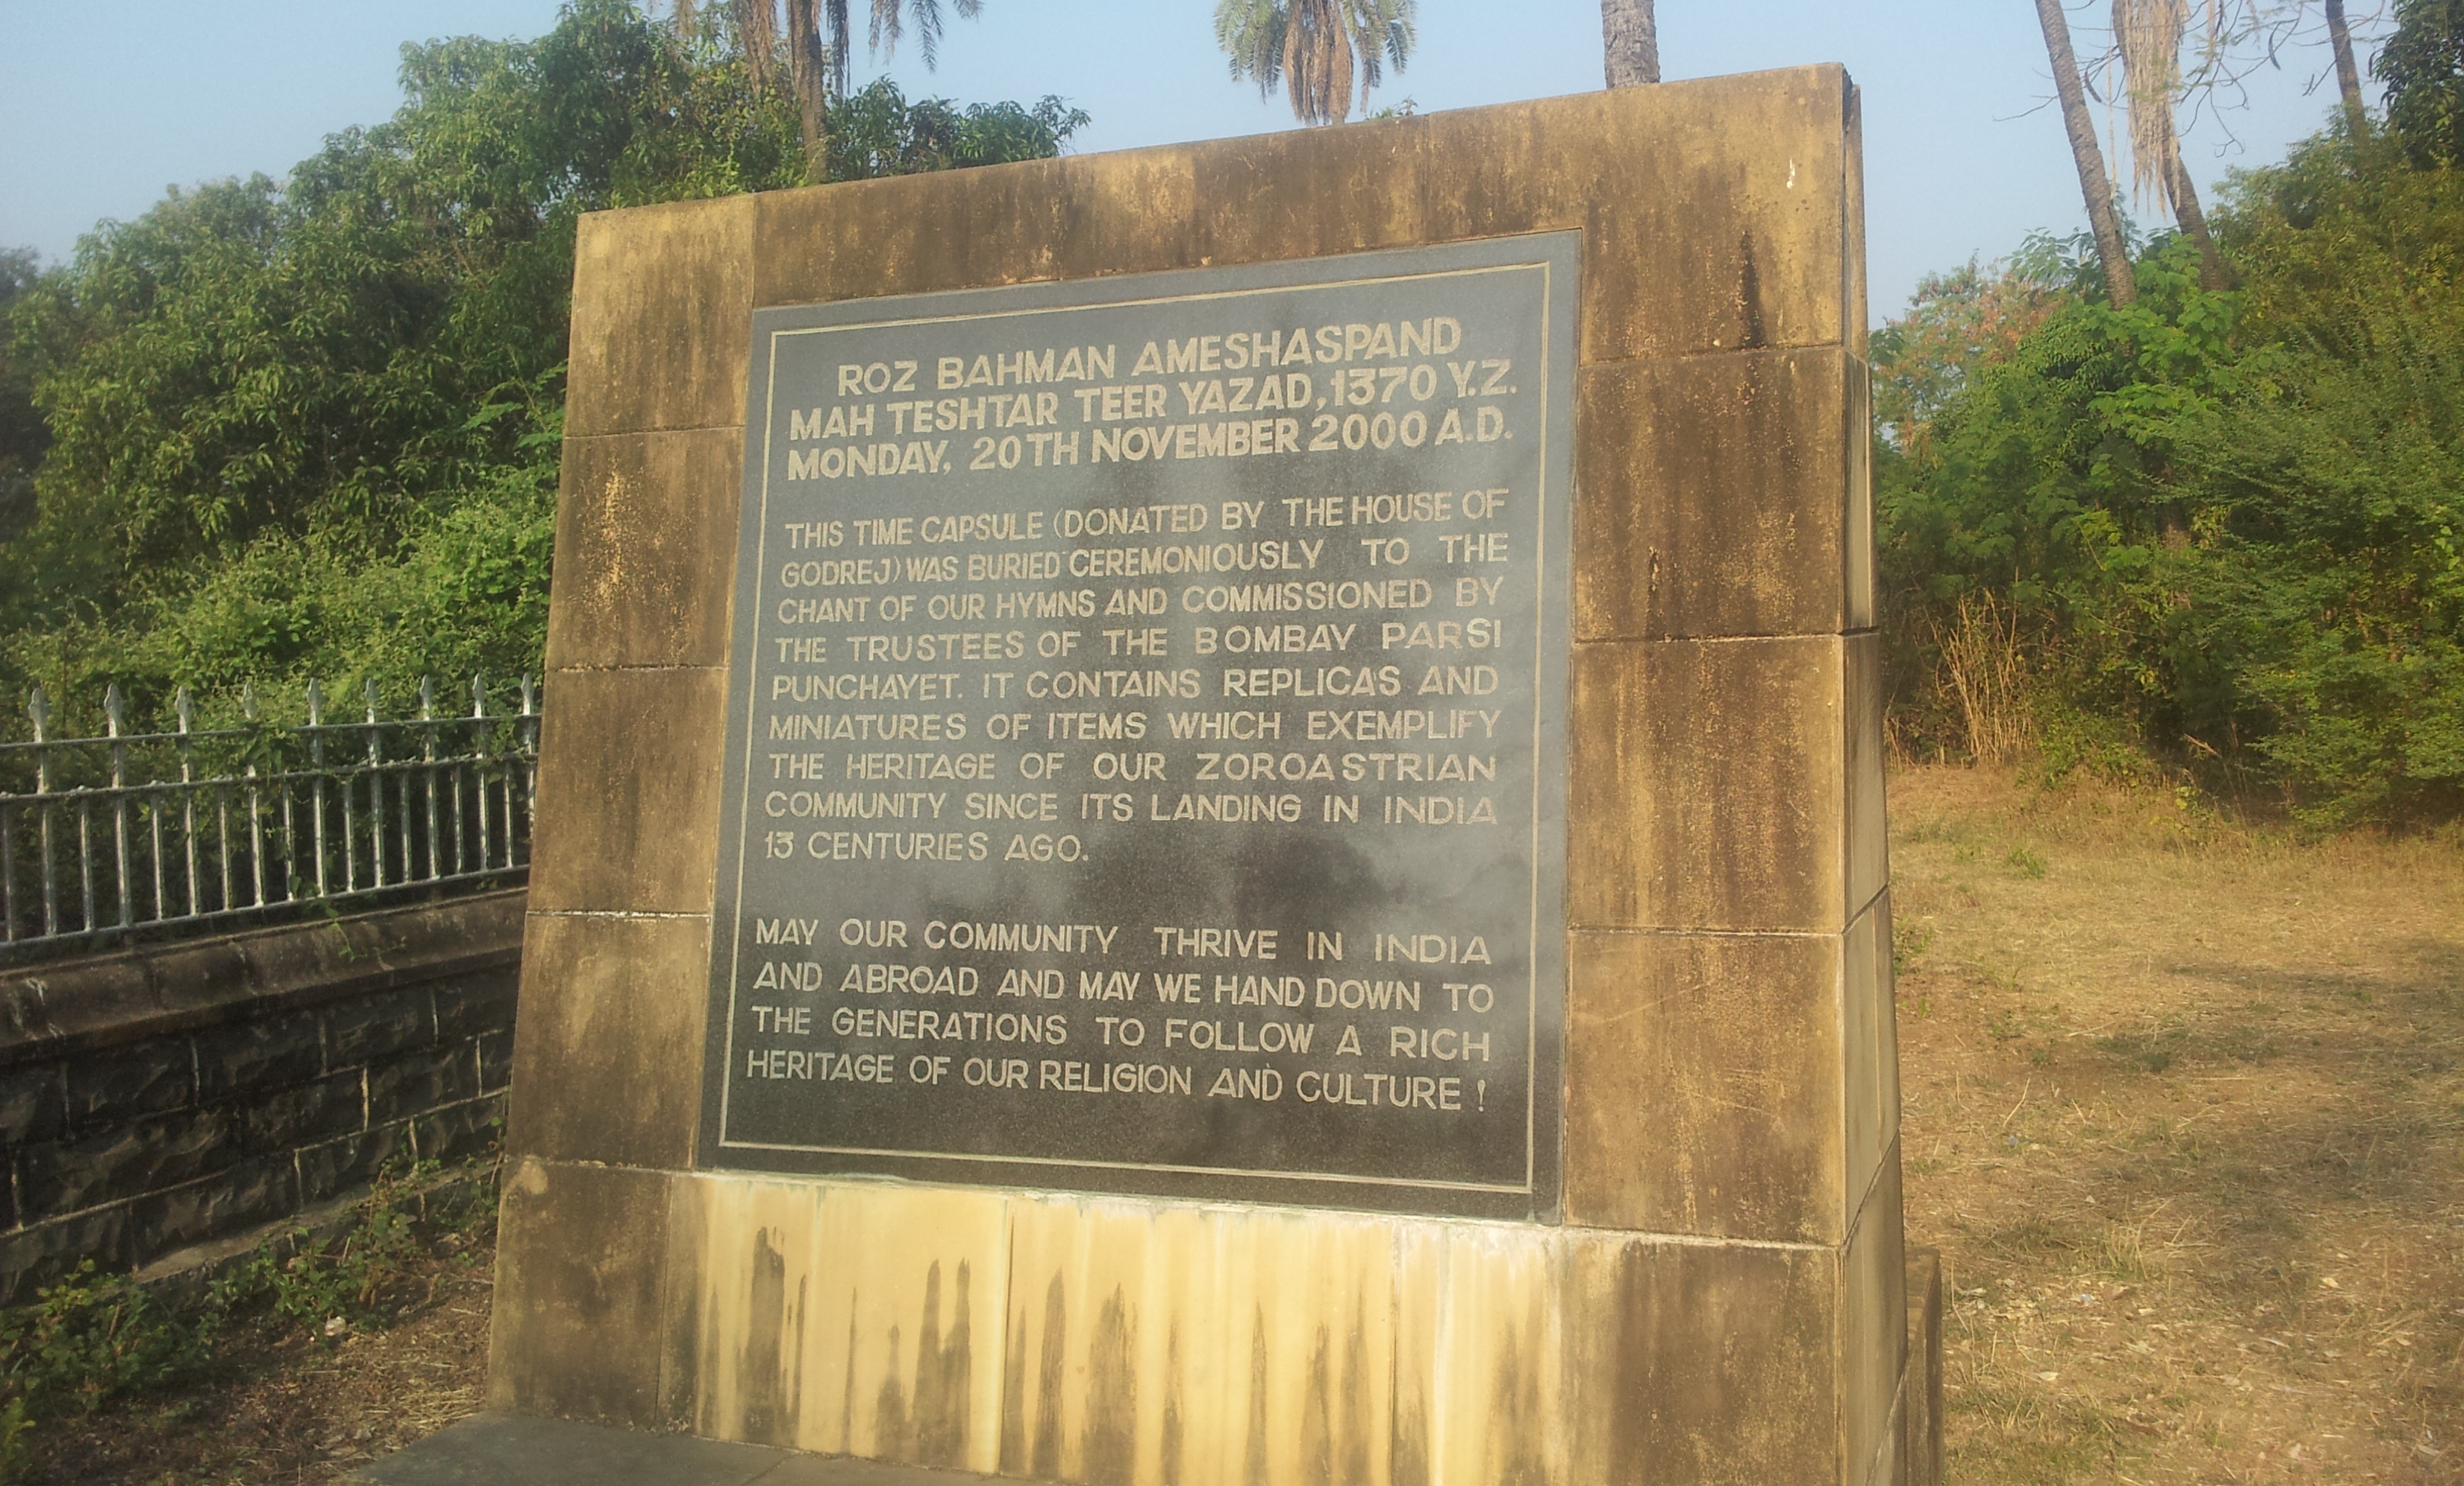 ROZ BAHMAN AMESHASPAND
MAH TESHTAR TEER YAZAD, 1370 Y.Z.
MONDAY, 20TH NOVEMBER 2000 A.D.
THIS TIME CAPSULE (DONATED BY THE HOUSE OF
GODREJ) WAS BURIED CEREMONIOUSLY TO THE
CHANT OF OUR HYMNS AND COMMISSIONED BY
THE TRUSTEES OF THE BOMBAY PARSI
PUNCHAYET. IT CONTAINS REPLICAS AND
MINIATURES OF ITEMS WHICH EXEMPLIFY
THE HERITAGE OF OUR ZOROASTRIAN
COMMUNITY SINCE ITS LANDING IN INDIA
13 CENTURIES AGO.
MAY OUR COMMUNITY THRIVE IN INDIA
AND ABROAD AND MAY WE HAND DOWN TO
THE GENERATIONS TO FOLLOW A RICH
HERITAGE OF OUR RELIGION AND CULTURE !